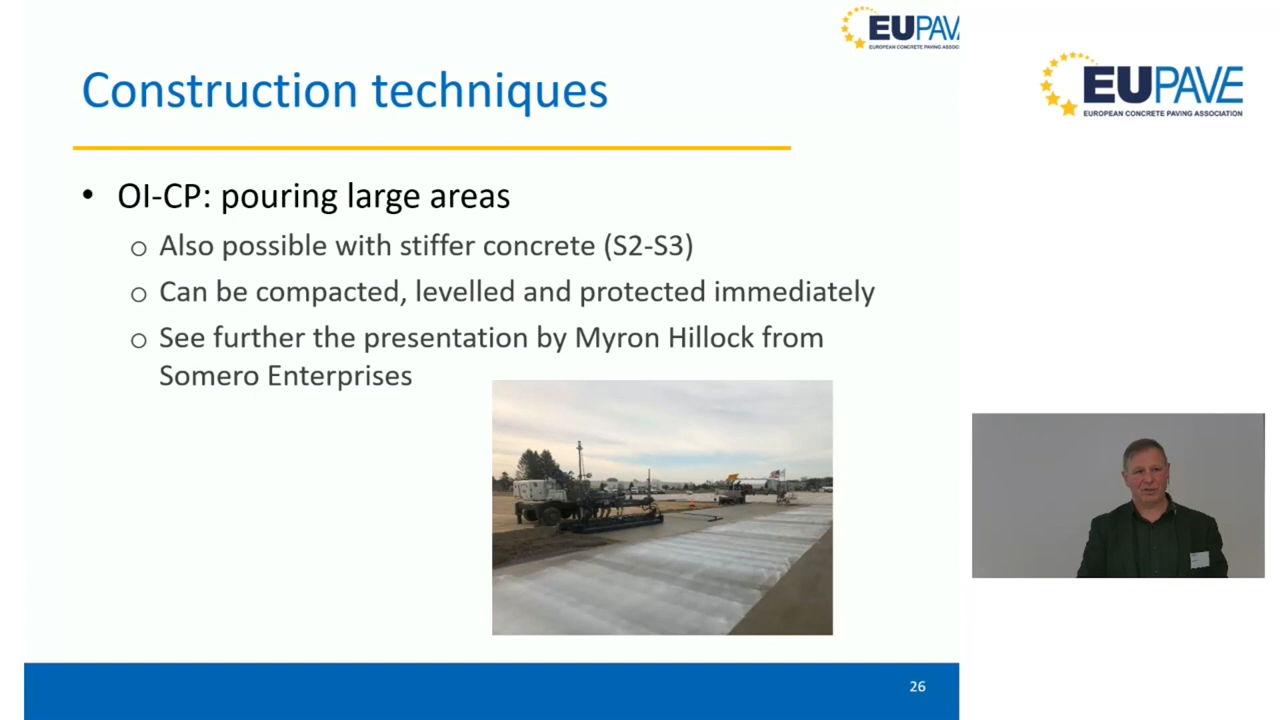 EUPAV
EUROPEAN CONCRETE PAVING ASSOC
Construction techniques
• OI-CP: pouring large areas
o Also possible with stiffer concrete (S2-S3)
o Can be compacted, levelled and protected immediately
o See further the presentation by Myron Hillock from
Somero Enterprises
26
EUPAVE
EUROPEAN CONCRETE PAVING ASSOCIATION